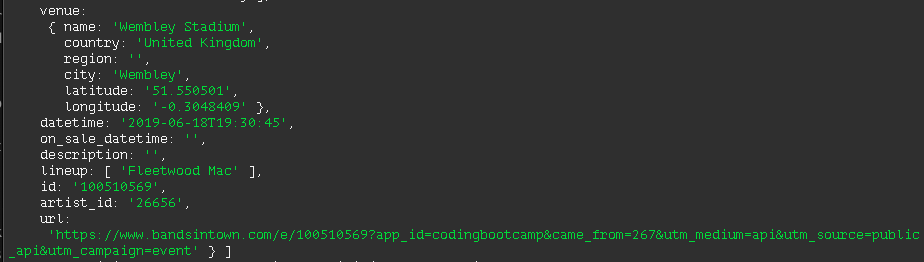 venue:
{ name: 'Wembley Stadium',
country: 'United Kingdom',
region: '',
city: 'Wembley',
latitude: '51.550501',
longitude: '-0.3048409' },
datetime: '2019-06-18T19:30:45',
on_sale_datetime: '',
description: '',
lineup: [ 'Fleetwood Mac' ],
id: '100510569',
artist_id: '26656',
url:
'https://www.bandsintown.com/e/100510569?app_id=codingbootcamp&came_from=267&utm_medium=api&utm_source=public
_api&utm_campaign=event' } ]